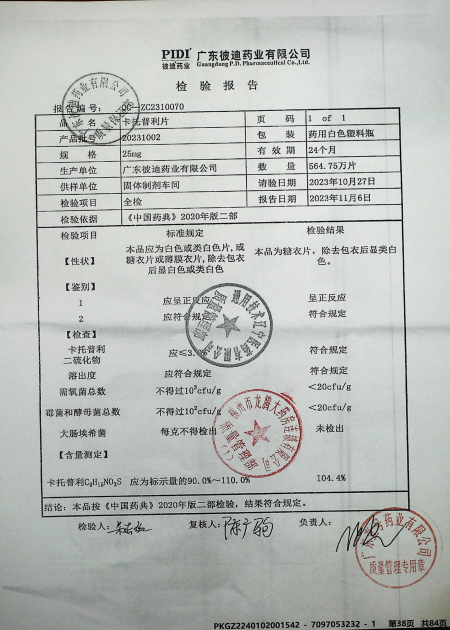 PIDI 广东彼迪药业有限公司
彼迪药业 Guangdong P.D. Pharmaceutical Co.,Ltd.
检验报告
报告编号: QC-ZC2310070
品名 卡托普利片 页码 1 of 1
产品批号 20231002 包装 药用白色塑料瓶
规格 25mg 有效期 24个月
生产单位 广东彼迪药业有限公司 数量 564.75万片
供样单位 固体制剂车间 请验日期 2023年10月27日
检验项目 全检 报告日期 2023年11月6日
检验依据 《中国药典》2020年版二部
检验项目 标准规定 检验结果
【性状】 本品应为白色或类白色片,或糖衣片或薄膜衣片,除去包衣后显白色或类白色 本品为糖衣片,除去包衣后显类白色。
【鉴别】
1 应呈正反应 呈正反应
2 应符合规定 符合规定
【检查】
卡托普利二硫化物 应≤3.0% 符合规定
溶出度 应符合规定 符合规定
需氧菌总数 不得过10³cfu/g <20cfu/g
霉菌和酵母菌总数 不得过10²cfu/g <20cfu/g
大肠埃希菌 每克不得检出 未检出
【含量测定】
卡托普利C₉H₁₅NO₃S 应为标示量的90.0%~110.0% 104.4%
结论: 本品按《中国药典》2020年版二部检验, 结果符合规定。
检验人: 复核人: 负责人:
质量管理专用章
PKGZ2240102001542 - 7097053232 - 1 第38页 共84页